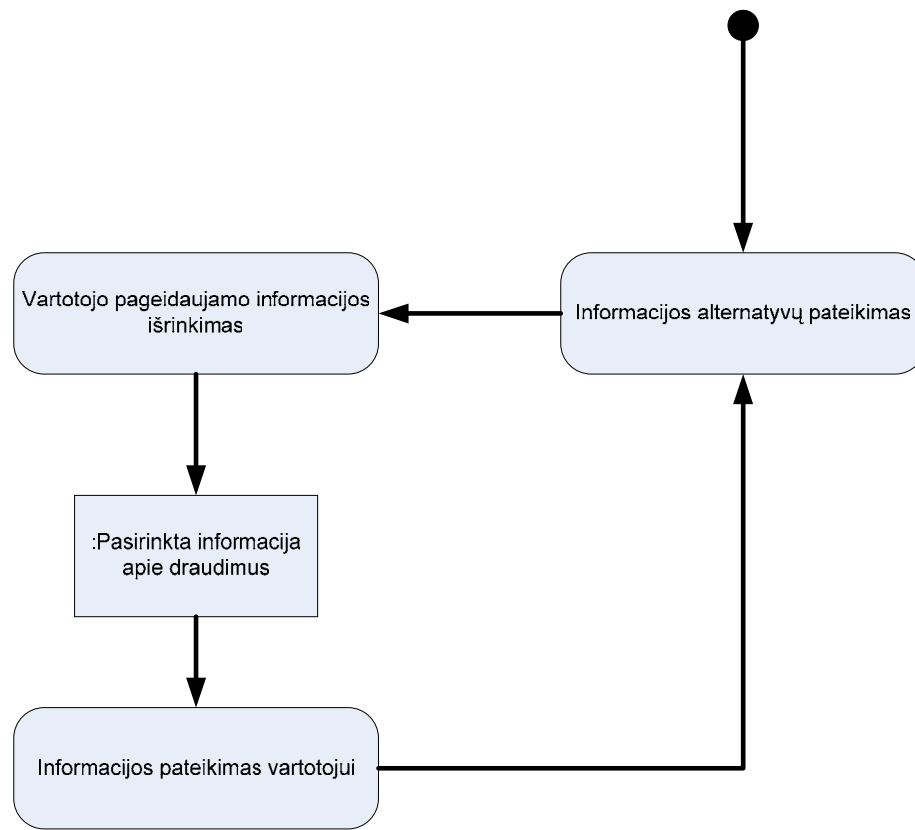 Informacijos alternatyvų pateikimas
Vartotojo pageidaujamo informacijos
išrinkimas
:Pasirinkta informacija
apie draudimus
Informacijos pateikimas vartotojui